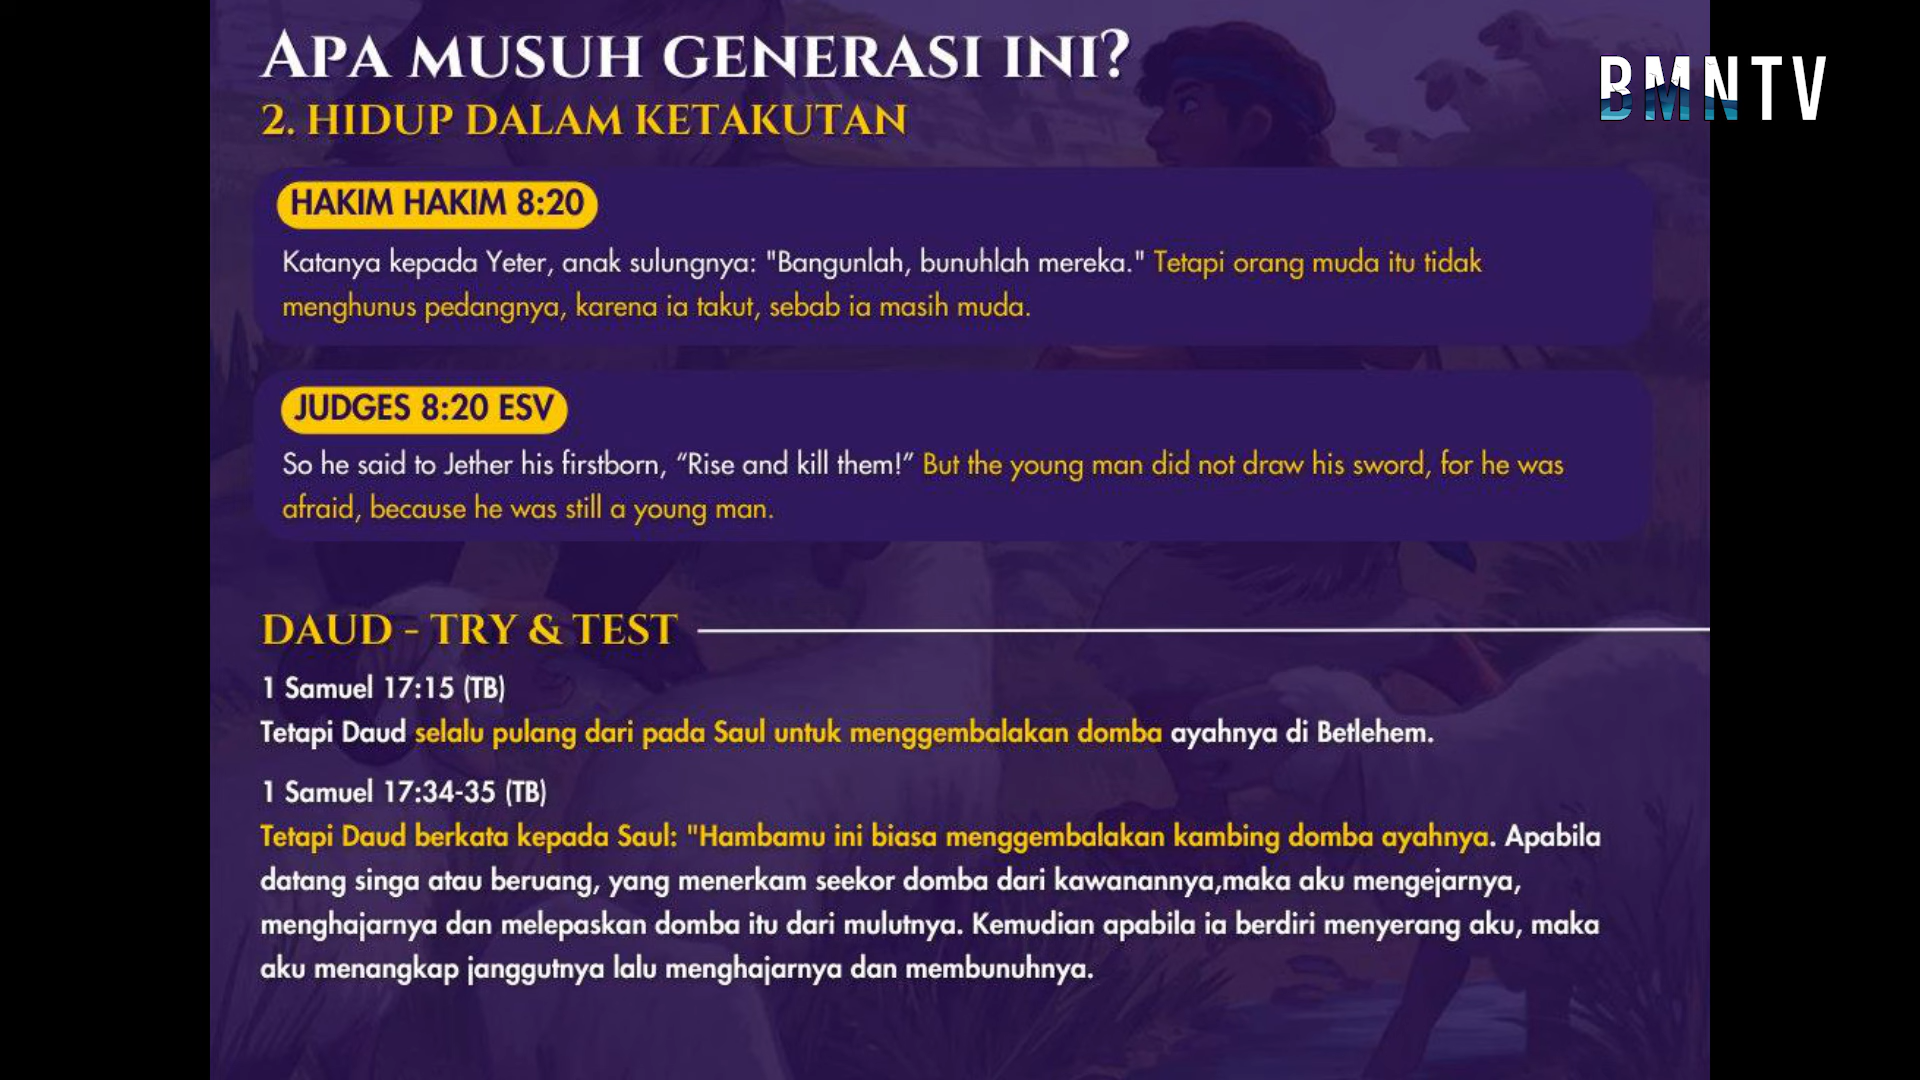 APA MUSUH GENERASI INI?
BMNTV
2. HIDUP DALAM KETAKUTAN
HAKIM HAKIM 8:20
Katanya kepada Yeter, anak sulungnya: "Bangunlah, bunuhlah mereka." Tetapi orang muda itu tidak
menghunus pedangnya, karena ia takut, sebab ia masih muda.
JUDGES 8:20 ESV
So he said to Jether his firstborn, “Rise and kill them!” But the young man did not draw his sword, for he was
afraid, because he was still a young man.
DAUD - TRY & TEST
1 Samuel 17:15 (TB)
Tetapi Daud selalu pulang dari pada Saul untuk menggembalakan domba ayahnya di Betlehem.
1 Samuel 17:34-35 (TB)
Tetapi Daud berkata kepada Saul: "Hambamu ini biasa menggembalakan kambing domba ayahnya. Apabila
datang singa atau beruang, yang menerkam seekor domba dari kawanannya,maka aku mengejarnya,
menghajarnya dan melepaskan domba itu dari mulutnya. Kemudian apabila ia berdiri menyerang aku, maka
aku menangkap janggutnya lalu menghajarnya dan membunuhnya.